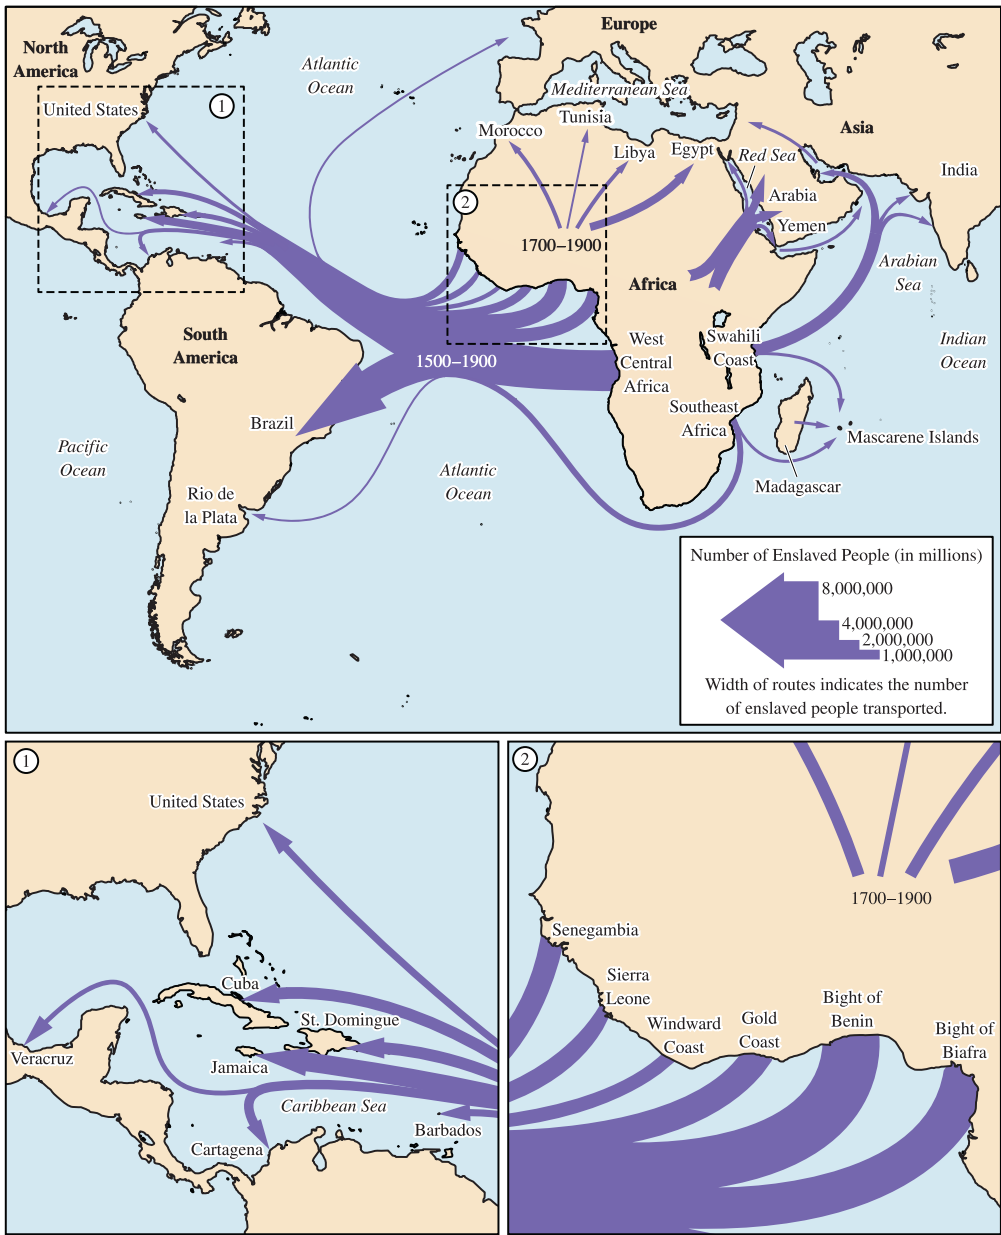 Europe
North
America
Atlantic
Ocean
Mediterranean Sea
United States
1
Tunisia
Morocco
Asia
Libya
Egypt
Red Sea
India
2
Arabia
Yemen
1700–1900
Arabian
Sea
Africa
South
America
West
Central
Africa
Swahili
Coast
Indian
Ocean
1500–1900
Southeast
Africa
Brazil
Mascarene Islands
Pacific
Ocean
Atlantic
Ocean
Madagascar
Rio de
la Plata
Number of Enslaved People (in millions)
8,000,000
4,000,000
2,000,000
1,000,000
Width of routes indicates the number
of enslaved people transported.
1
United States
Cuba
St. Domingue
Veracruz
Jamaica
Caribbean Sea
Barbados
Cartagena
2
1700–1900
Senegambia
Sierra
Leone
Windward
Coast
Gold
Coast
Bight of
Benin
Bight of
Biafra